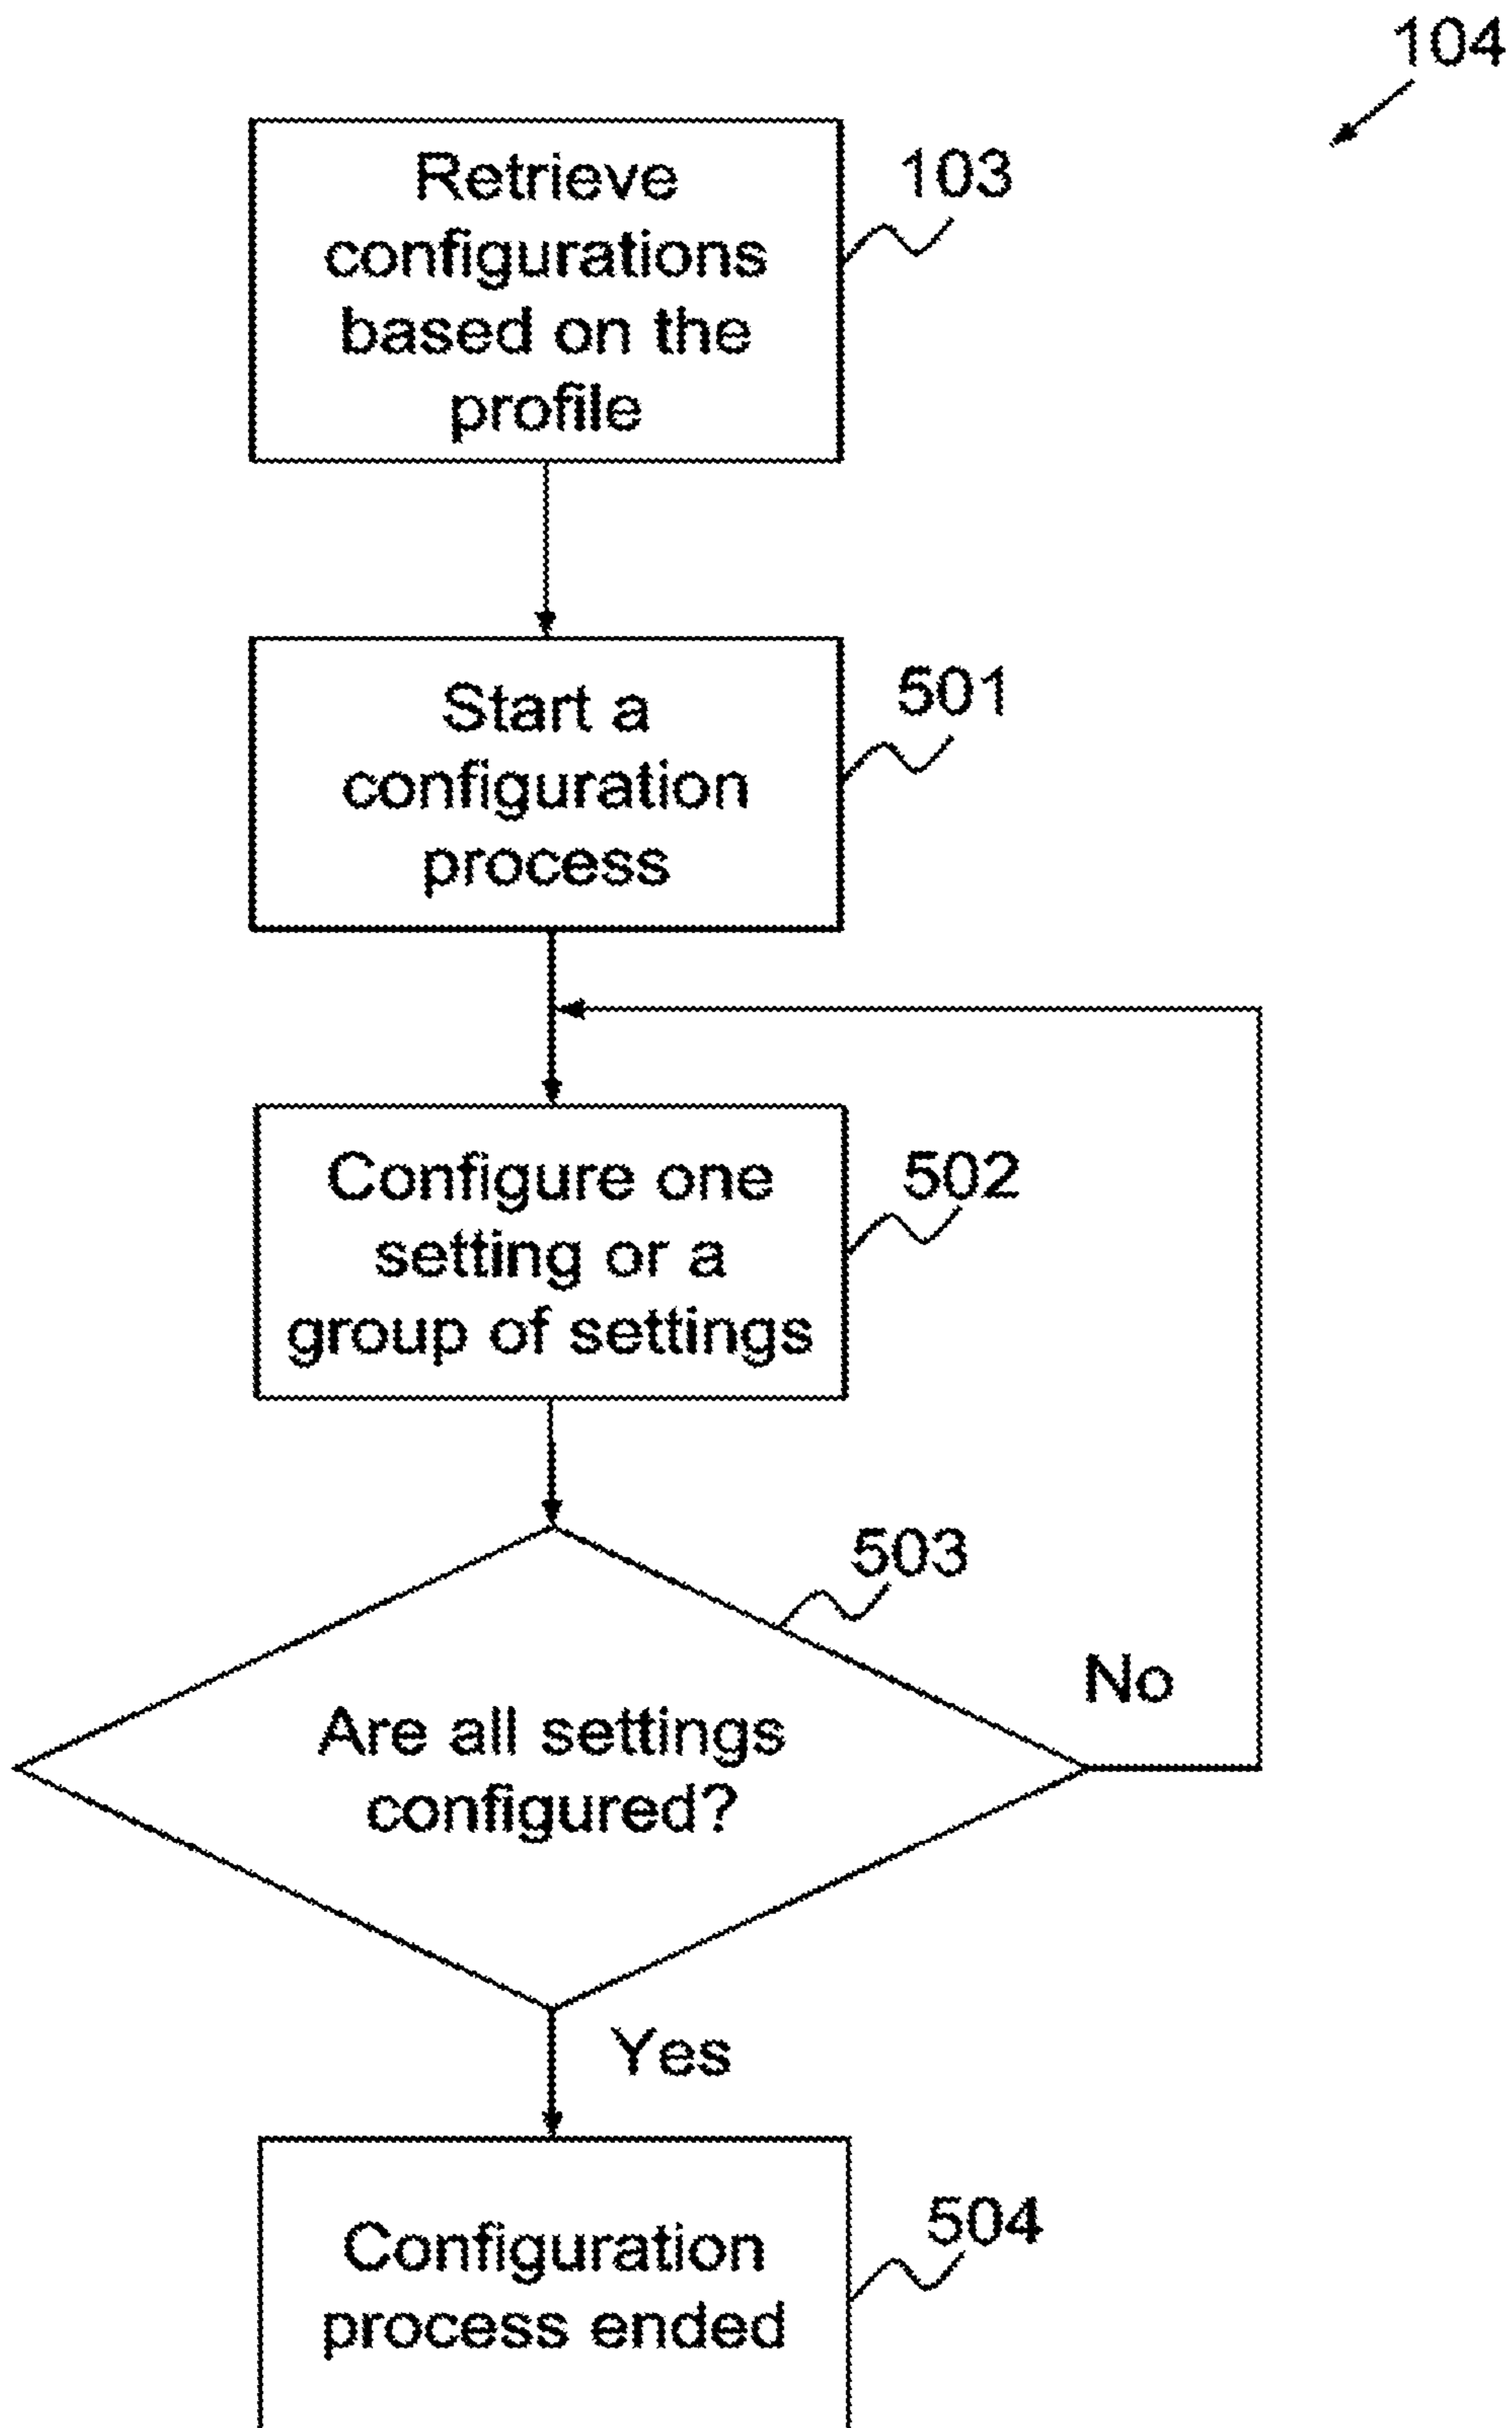 104
Retrieve
configurations
based on the
profile
103
Start a
configuration
process
501
Configure one
setting or a
group of settings
502
503
Are all settings
configured?
No
Yes
Configuration
process ended
504